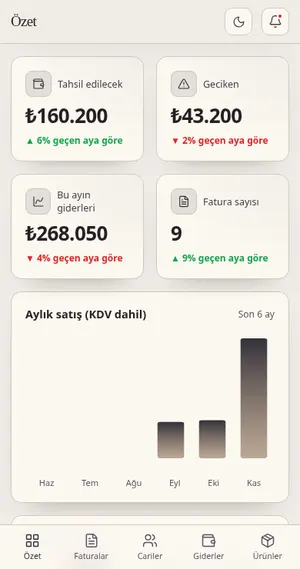 Özet
Tahsil edilecek
₺160.200
▲ 6% geçen aya göre
Geciken
₺43.200
▼ 2% geçen aya göre
Bu ayın
giderleri
₺268.050
▼ 4% geçen aya göre
Fatura sayısı
9
▲ 9% geçen aya göre
Aylık satış (KDV dahil)
Son 6 ay
Haz Tem Ağu Eyl Eki Kas
Özet Faturalar Cariler Giderler Ürünler